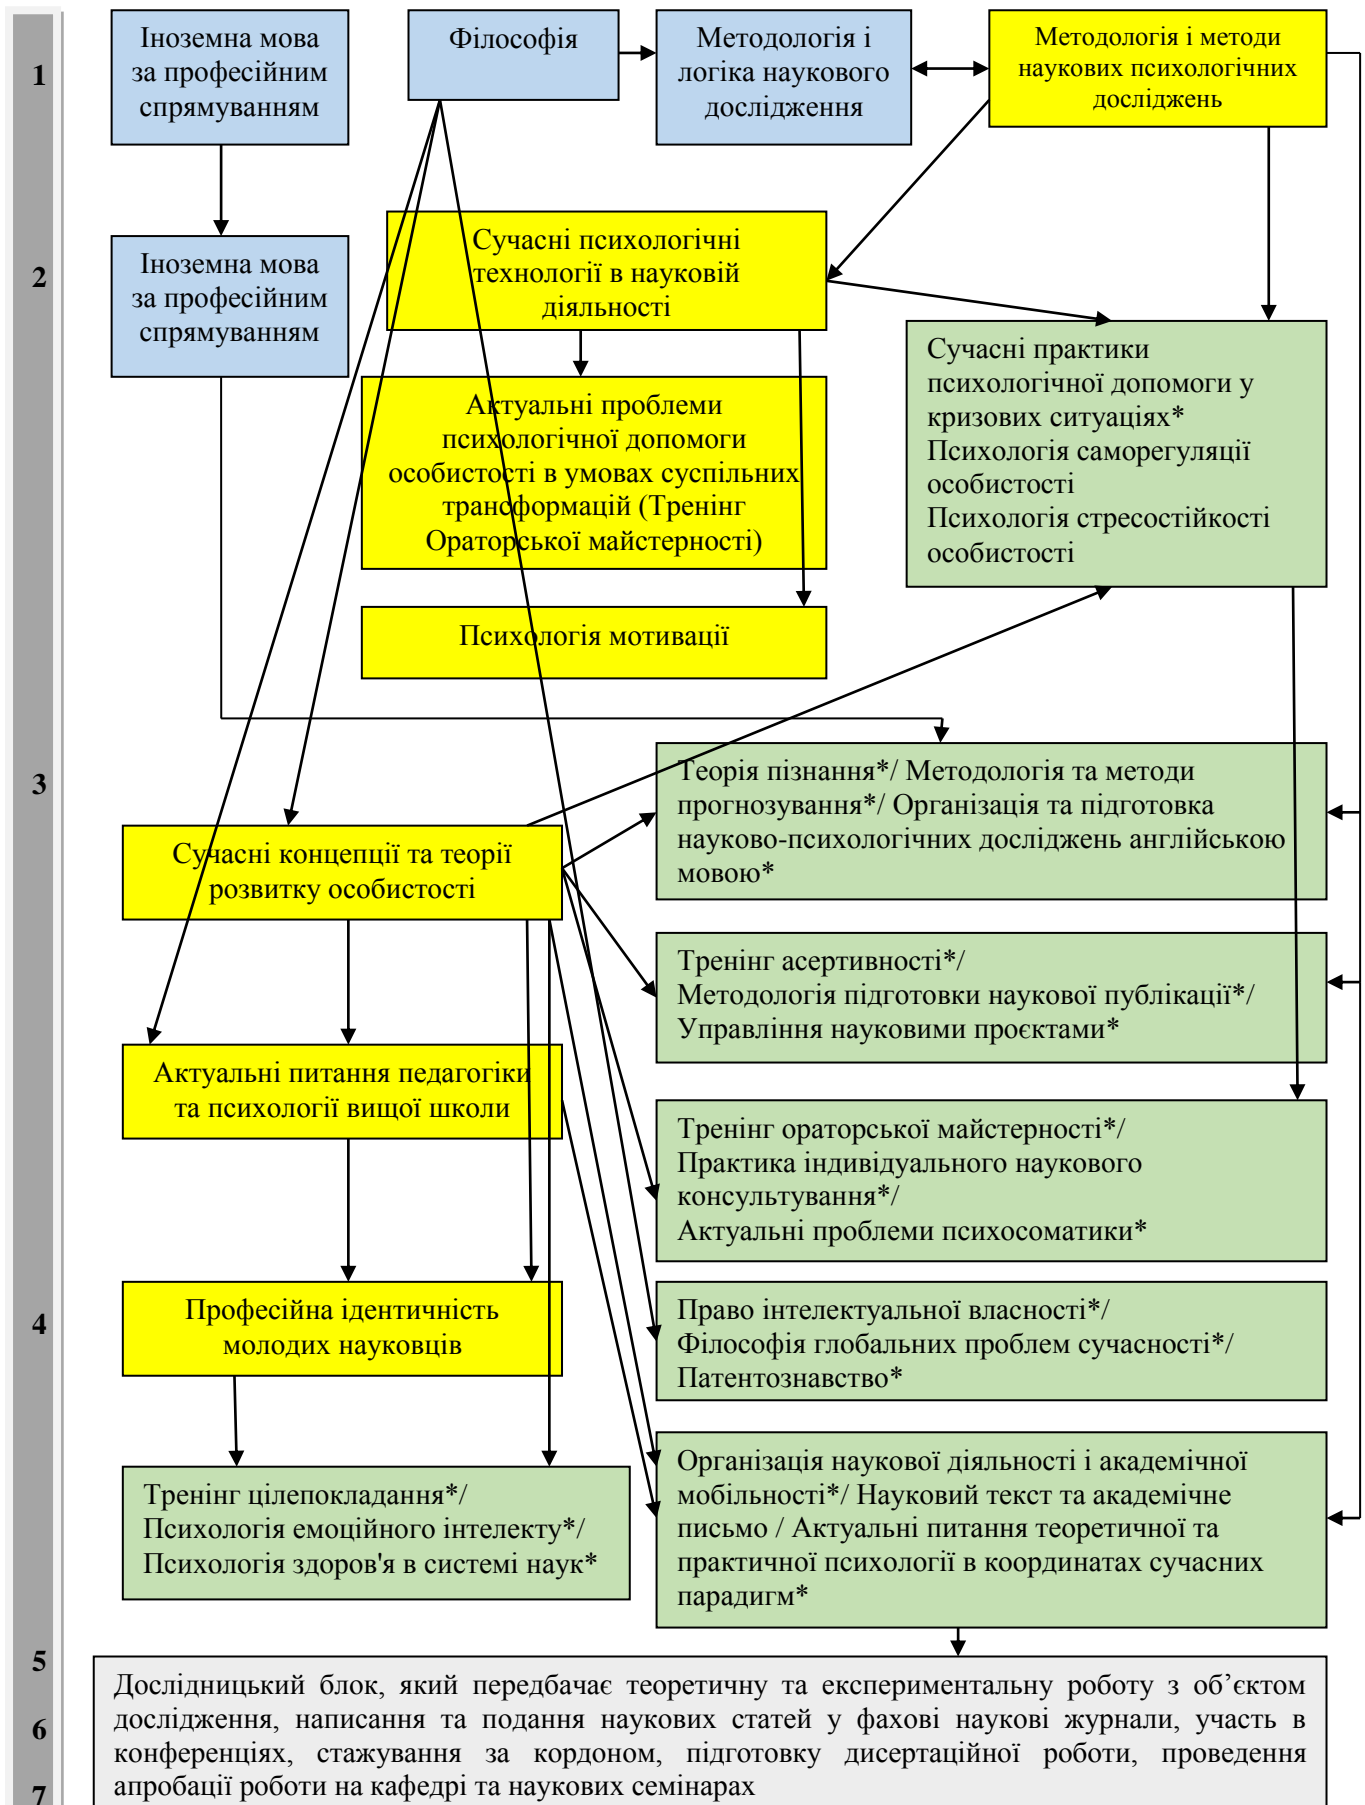 1
Іноземна мова
за професійним
спрямуванням
Філософія
Методологія і
логіка наукового
дослідження
Методологія і методи
наукових психологічних
досліджень
2
Іноземна мова
за професійним
спрямуванням
Сучасні психологічні
технології в науковій
діяльності
Актуальні проблеми
психологічної допомоги
особистості в умовах суспільних
трансформацій (Тренінг
Ораторської майстерності)
Психологія мотивації
Сучасні практики
психологічної допомоги у
кризових ситуаціях*
Психологія саморегуляції
особистості
Психологія стресостійкості
особистості
3
Теорія пізнання*/ Методологія та методи
прогнозування*/ Організація та підготовка
науково-психологічних досліджень англійською
мовою*
Сучасні концепції та теорії
розвитку особистості
Тренінг асертивності*/
Методологія підготовки наукової публікації*/
Управління науковими проєктами*
Актуальні питання педагогіки
та психології вищої школи
Тренінг ораторської майстерності*/
Практика індивідуального наукового
консультування*/
Актуальні проблеми психосоматики*
4
Професійна ідентичність
молодих науковців
Право інтелектуальної власності*/
Філософія глобальних проблем сучасності*/
Патентознавство*
Тренінг цілепокладання*/
Психологія емоційного інтелекту*/
Психологія здоров'я в системі наук*
Організація наукової діяльності і академічної
мобільності*/ Науковий текст та академічне
письмо / Актуальні питання теоретичної та
практичної психології в координатах сучасних
парадигм*
5
6
7
Дослідницький блок, який передбачає теоретичну та експериментальну роботу з об’єктом
дослідження, написання та подання наукових статей у фахові наукові журнали, участь в
конференціях, стажування за кордоном, підготовку дисертаційної роботи, проведення
апробації роботи на кафедрі та наукових семінарах